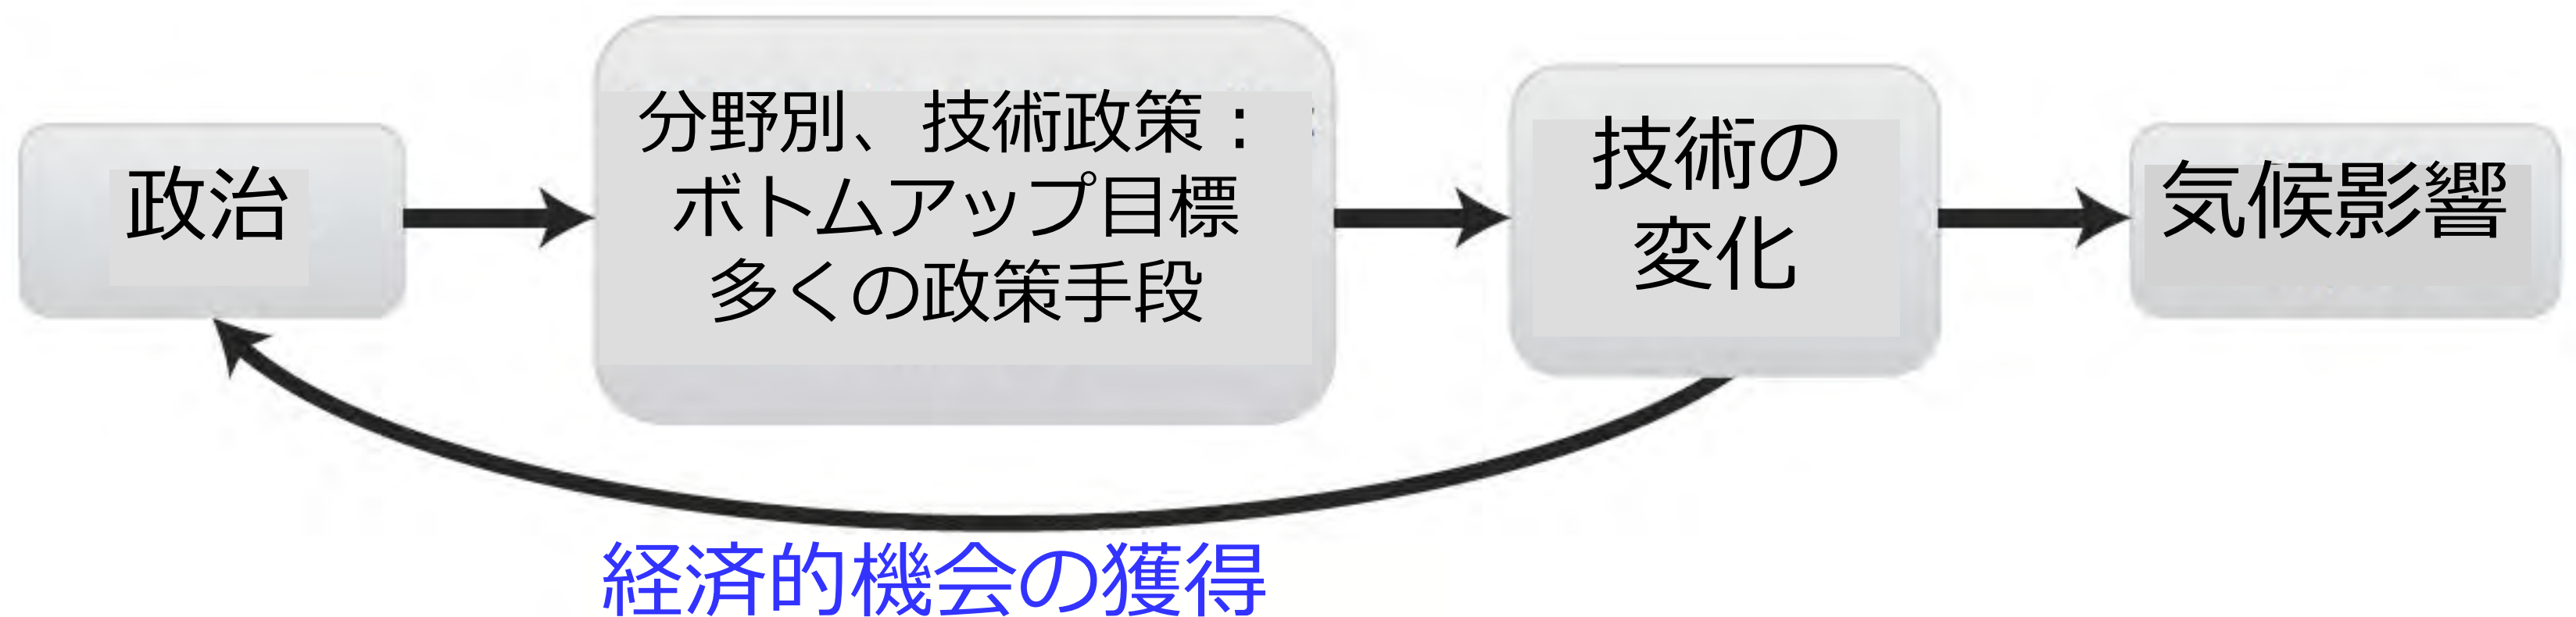 政治
分野別、技術政策：
ボトムアップ目標
多くの政策手段
技術の
変化
気候影響
経済的機会の獲得